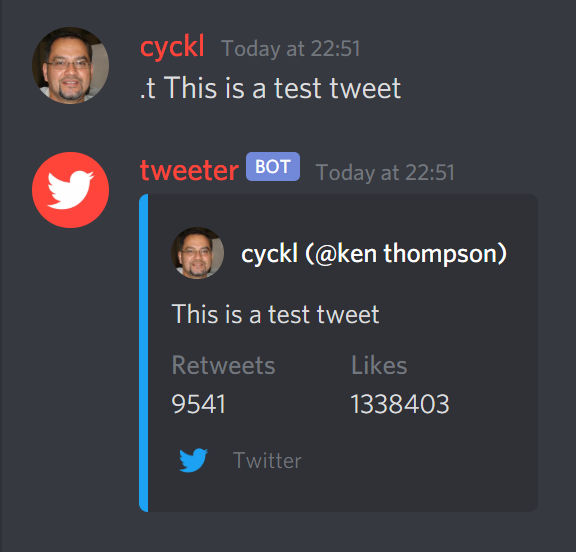 cyckl Today at 22:51
.t This is a test tweet
tweeter BOT Today at 22:51
cyckl (@ken thompson)
This is a test tweet
Retweets Likes
9541 1338403
Twitter